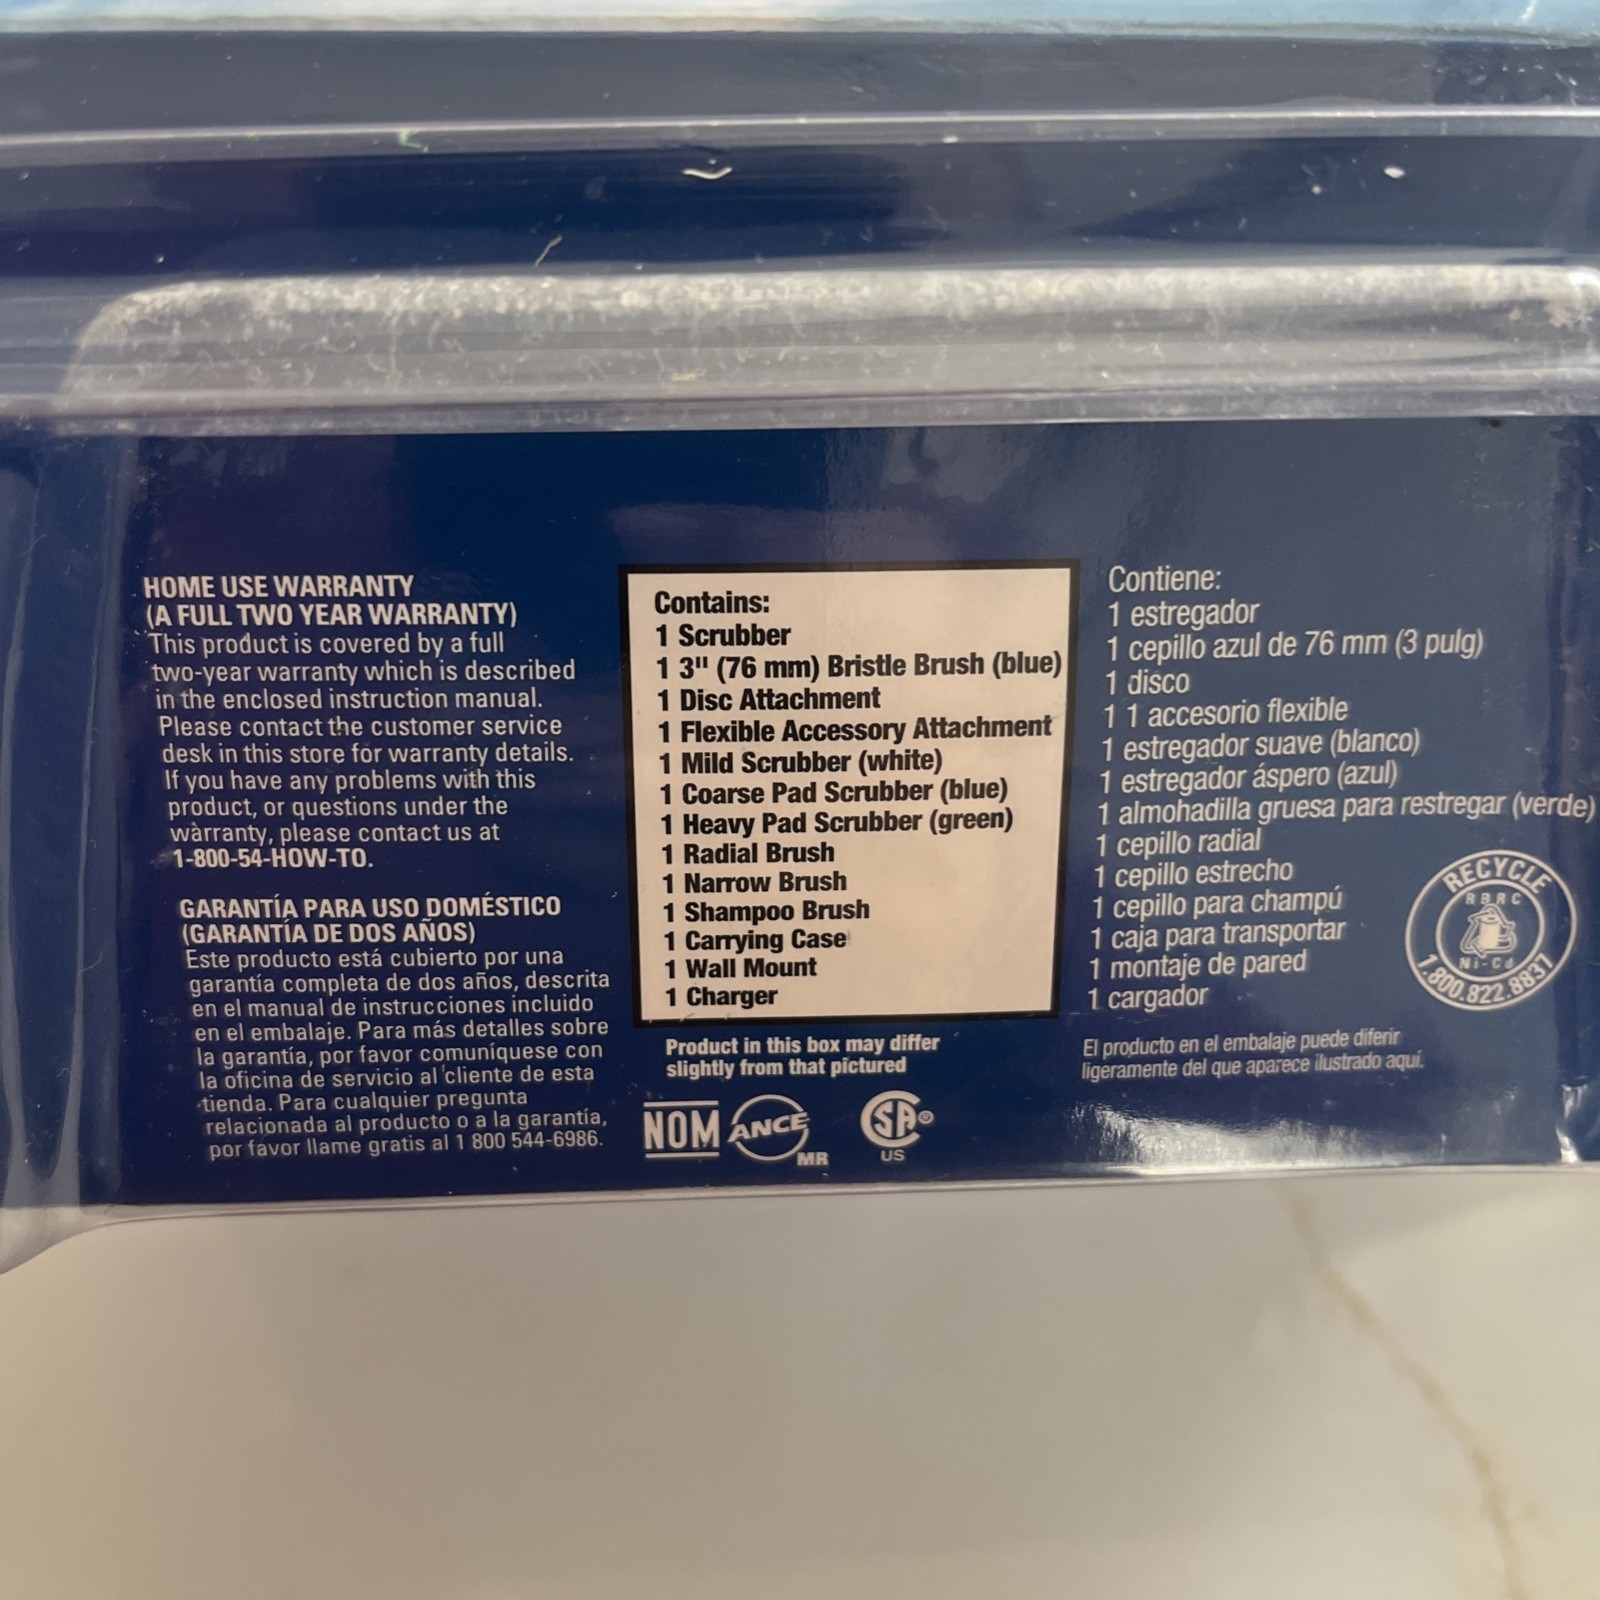 HOME USE WARRANTY
(A FULL TWO YEAR WARRANTY)
This product is covered by a full
two-year warranty which is described
in the enclosed instruction manual.
Please contact the customer service
desk in this store for warranty details.
If you have any problems with this
product, or questions under the
warranty, please contact us at
1-800-54-HOW-TO.
GARANTÍA PARA USO DOMÉSTICO
(GARANTÍA DE DOS AÑOS)
Este producto está cubierto por una
garantía completa de dos años, descrita
en el manual de instrucciones incluido
en el embalaje. Para más detalles sobre
la garantía, por favor comuníquese con
la oficina de servicio al cliente de esta
tienda. Para cualquier pregunta
relacionada al producto o a la garantía,
por favor llame gratis al 1 800 544-6986.
Contains:
1 Scrubber
1 3" (76 mm) Bristle Brush (blue)
1 Disc Attachment
1 Flexible Accessory Attachment
1 Mild Scrubber (white)
1 Coarse Pad Scrubber (blue)
1 Heavy Pad Scrubber (green)
1 Radial Brush
1 Narrow Brush
1 Shampoo Brush
1 Carrying Case
1 Wall Mount
1 Charger
Product in this box may differ
slightly from that pictured
NOM ANCE MR
SA® US
Contiene:
1 estregador
1 cepillo azul de 76 mm (3 pulg)
1 disco
1 1 accesorio flexible
1 estregador suave (blanco)
1 estregador áspero (azul)
1 almohadilla gruesa para restregar (verde)
1 cepillo radial
1 cepillo estrecho
1 cepillo para champú
1 caja para transportar
1 montaje de pared
1 cargador
El producto en el embalaje puede diferir
ligeramente del que aparece ilustrado aquí.
RECYCLE
RBRC
Ni-Cd
1.800.822.8837